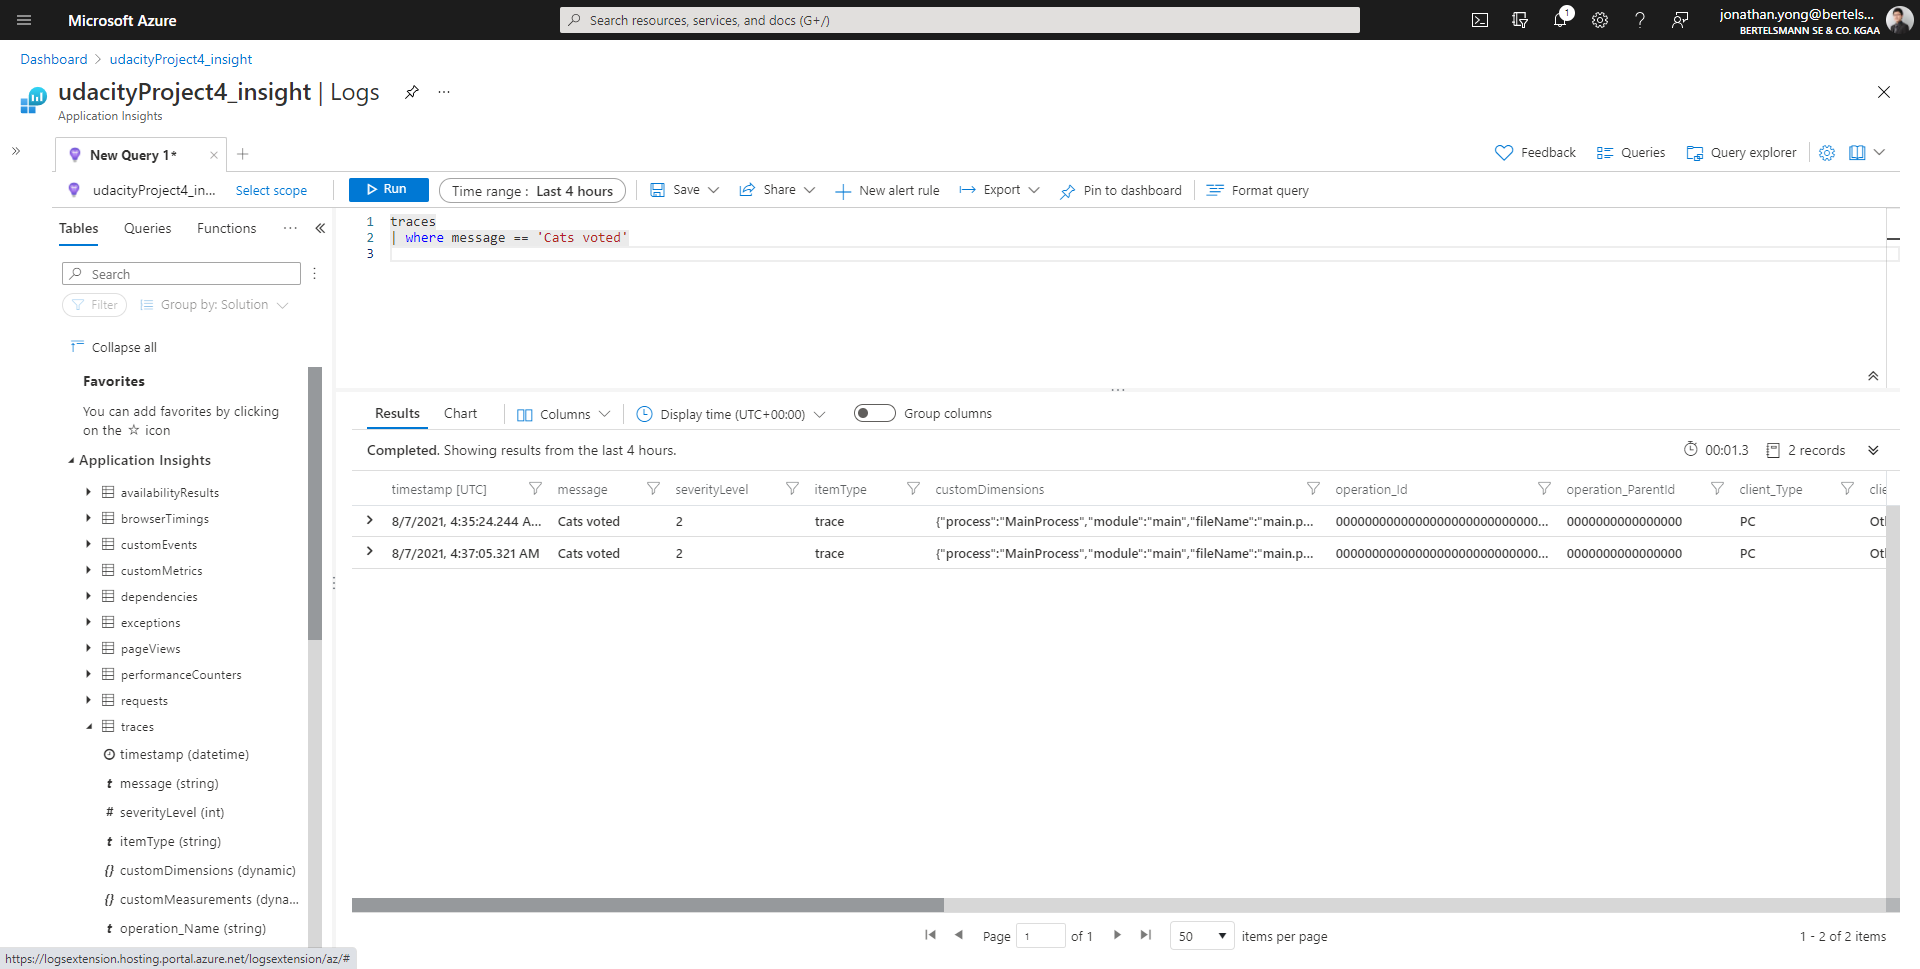 Microsoft Azure
Search resources, services, and docs (G+/)
1
jonathan.yong@bertels...
BERTELSMANN SE & CO. KGAA
Dashboard > udacityProject4_insight
udacityProject4_insight | Logs
Application Insights
New Query 1*
Feedback
Queries
Query explorer
udacityProject4_in...
Select scope
Run
Time range : Last 4 hours
Save
Share
New alert rule
Export
Pin to dashboard
Format query
Tables
Queries
Functions
Search
Filter
Group by: Solution
Collapse all
Favorites
You can add favorites by clicking
on the ☆ icon
Application Insights
availabilityResults
browserTimings
customEvents
customMetrics
dependencies
exceptions
pageViews
performanceCounters
requests
traces
timestamp (datetime)
t message (string)
# severityLevel (int)
t itemType (string)
{} customDimensions (dynamic)
{} customMeasurements (dyna...
t operation_Name (string)
https://logsextension.hosting.portal.azure.net/logsextension/az/#
1 traces
2 | where message == 'Cats voted'
3
Results
Chart
Columns
Display time (UTC+00:00)
Group columns
Completed. Showing results from the last 4 hours.
00:01.3
2 records
timestamp [UTC] message severityLevel itemType customDimensions operation_Id operation_ParentId client_Type clie
8/7/2021, 4:35:24.244 A... Cats voted 2 trace {"process":"MainProcess","module":"main","fileName":"main.p... 0000000000000000000000000000... 0000000000000000 PC Otl
8/7/2021, 4:37:05.321 AM Cats voted 2 trace {"process":"MainProcess","module":"main","fileName":"main.p... 0000000000000000000000000000... 0000000000000000 PC Otl
Page 1 of 1
50 items per page
1 - 2 of 2 items